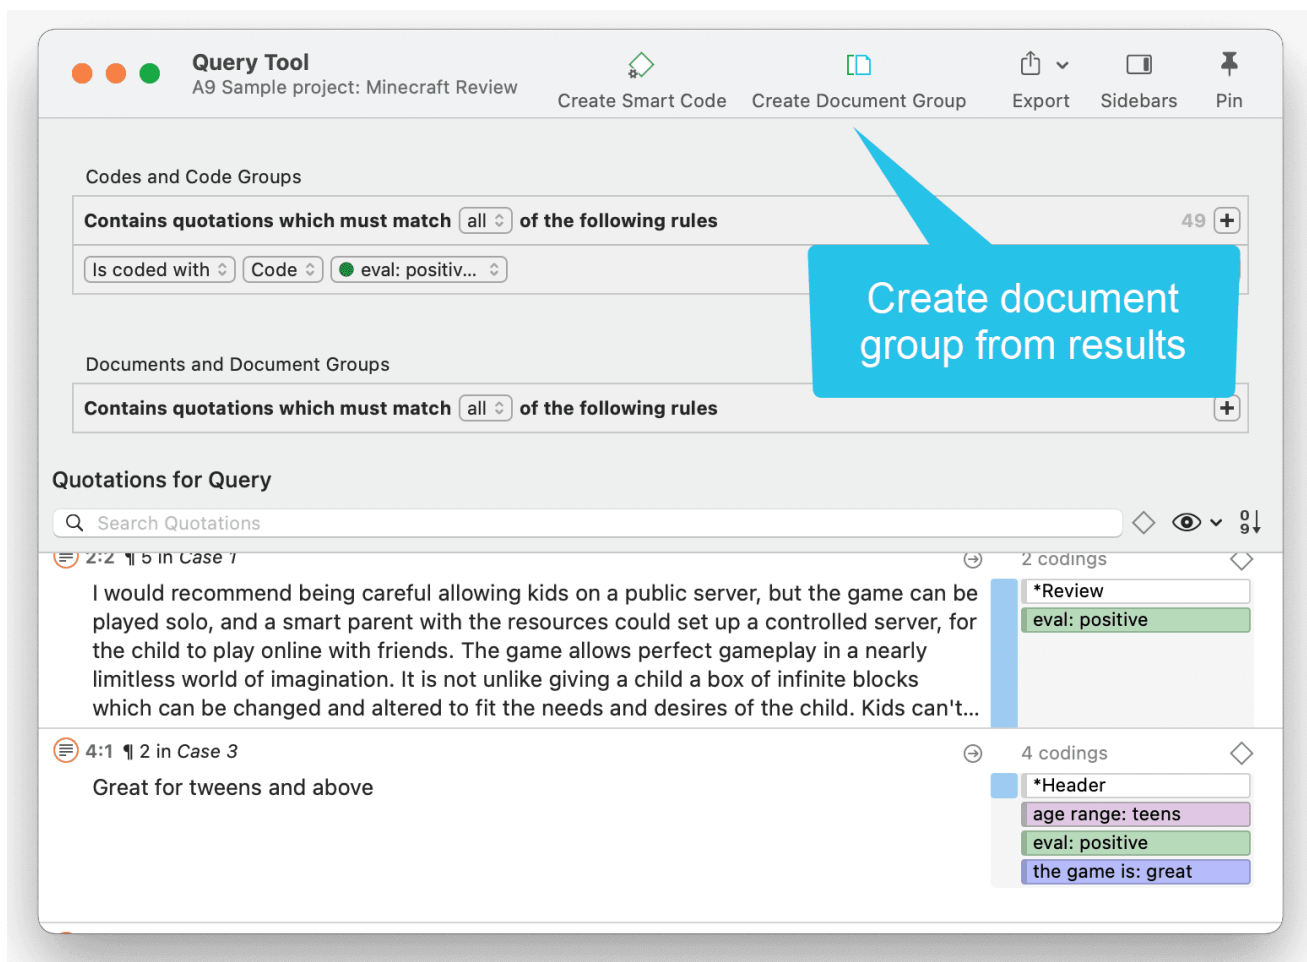 Query Tool
A9 Sample project: Minecraft Review
Create Smart Code
Create Document Group
Export
Sidebars
Pin
Codes and Code Groups
Contains quotations which must match all of the following rules
49
Is coded with Code eval: positiv...
Create document
group from results
Documents and Document Groups
Contains quotations which must match all of the following rules
Quotations for Query
Search Quotations
2:2 ¶ 5 in Case 1
2 codings
I would recommend being careful allowing kids on a public server, but the game can be
played solo, and a smart parent with the resources could set up a controlled server, for
the child to play online with friends. The game allows perfect gameplay in a nearly
limitless world of imagination. It is not unlike giving a child a box of infinite blocks
which can be changed and altered to fit the needs and desires of the child. Kids can't...
*Review
eval: positive
4:1 ¶ 2 in Case 3
4 codings
Great for tweens and above
*Header
age range: teens
eval: positive
the game is: great